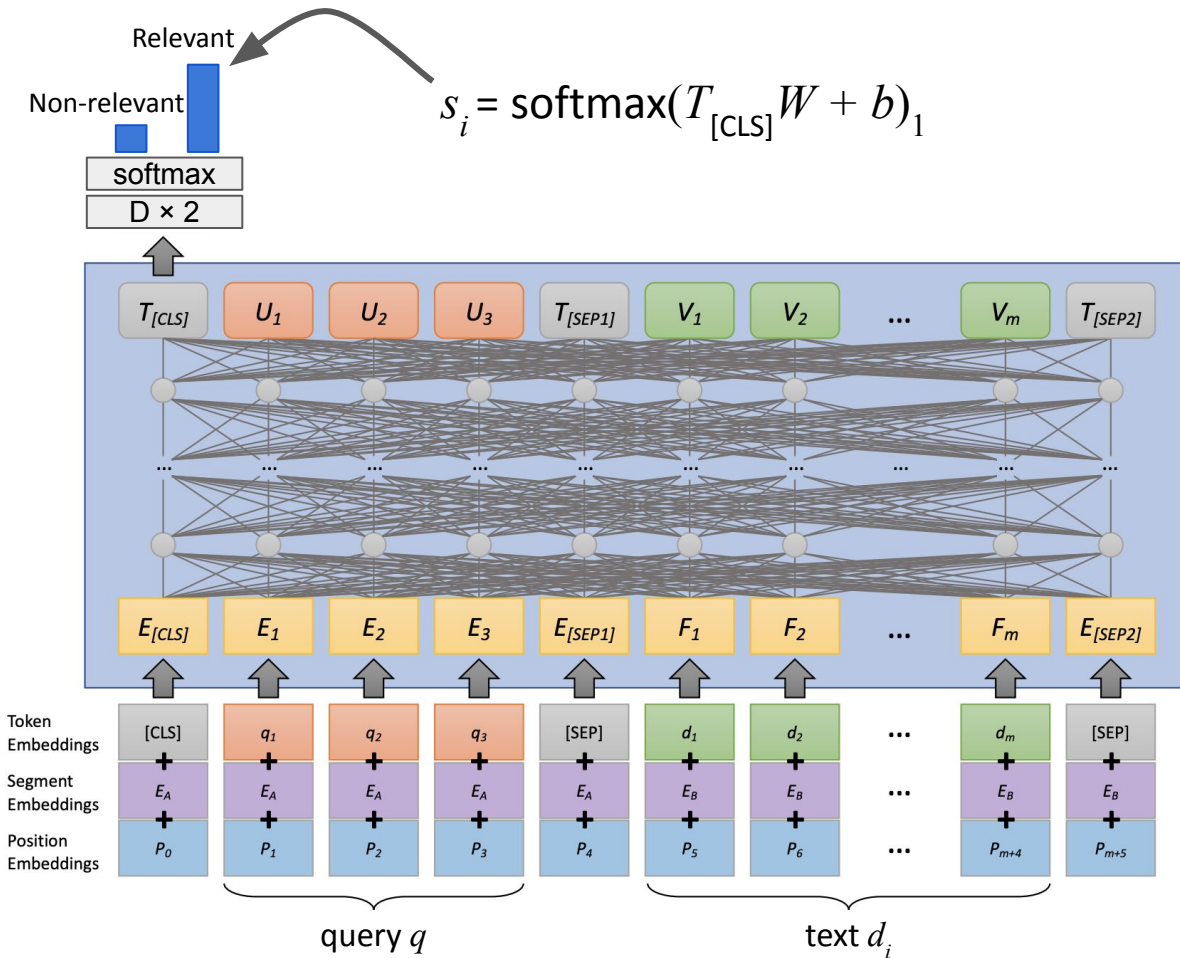 Relevant
Non-relevant
s_i = softmax(T_[CLS]W + b)_1
softmax
D × 2
T_[CLS] U_1 U_2 U_3 T_[SEP1] V_1 V_2 ... V_m T_[SEP2]
... ... ... ... ... ... ... ... ... ...
E_[CLS] E_1 E_2 E_3 E_[SEP1] F_1 F_2 ... F_m E_[SEP2]
Token Embeddings [CLS] q_1 q_2 q_3 [SEP] d_1 d_2 ... d_m [SEP]
+ + + + + + + + +
Segment Embeddings E_A E_A E_A E_A E_A E_B E_B ... E_B E_B
+ + + + + + + + +
Position Embeddings P_0 P_1 P_2 P_3 P_4 P_5 P_6 ... P_m+4 P_m+5
query q text d_i